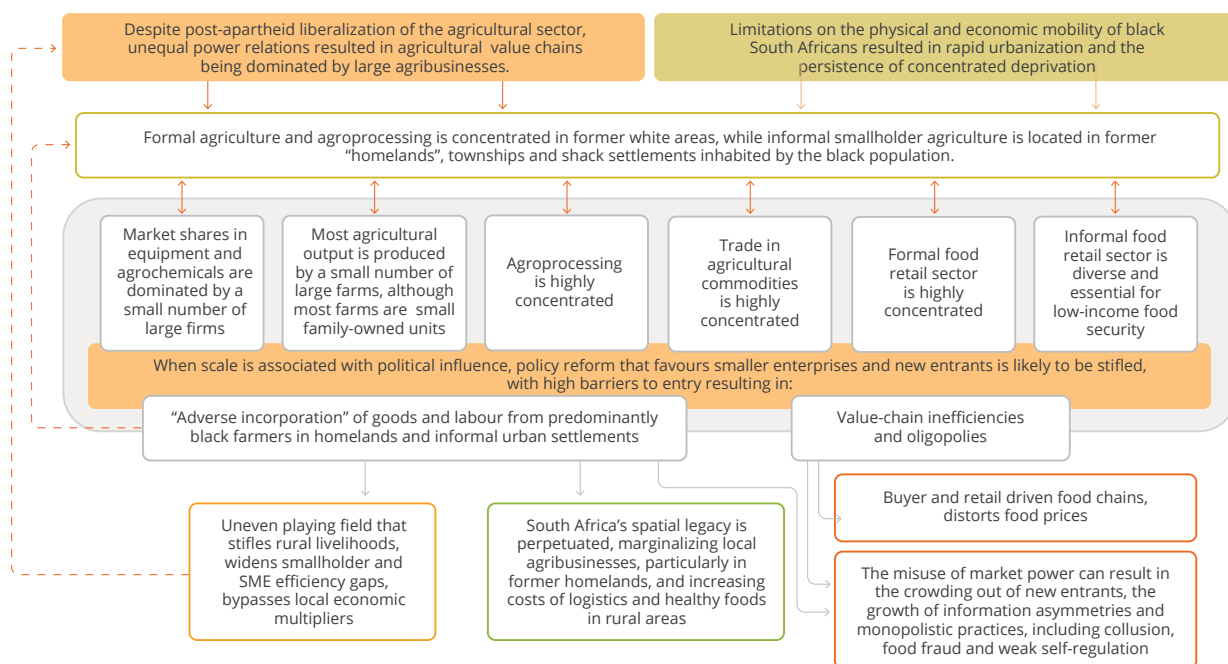 Despite post-apartheid liberalization of the agricultural sector,
unequal power relations resulted in agricultural value chains
being dominated by large agribusinesses.
Limitations on the physical and economic mobility of black
South Africans resulted in rapid urbanization and the
persistence of concentrated deprivation
Formal agriculture and agroprocessing is concentrated in former white areas, while informal smallholder agriculture is located in former
“homelands”, townships and shack settlements inhabited by the black population.
Market shares in
equipment and
agrochemicals are
dominated by a
small number of
large firms
Most agricultural
output is produced
by a small number of
large farms, although
most farms are small
family-owned units
Agroprocessing
is highly
concentrated
Trade in
agricultural
commodities
is highly
concentrated
Formal food
retail sector
is highly
concentrated
Informal food
retail sector is
diverse and
essential for
low-income food
security
When scale is associated with political influence, policy reform that favours smaller enterprises and new entrants is likely to be stifled,
with high barriers to entry resulting in:
“Adverse incorporation” of goods and labour from predominantly
black farmers in homelands and informal urban settlements
Value-chain inefficiencies
and oligopolies
Uneven playing field that
stifles rural livelihoods,
widens smallholder and
SME efficiency gaps,
bypasses local economic
multipliers
South Africa’s spatial legacy is
perpetuated, marginalizing local
agribusinesses, particularly in
former homelands, and increasing
costs of logistics and healthy foods
in rural areas
Buyer and retail driven food chains,
distorts food prices
The misuse of market power can result in
the crowding out of new entrants, the
growth of information asymmetries and
monopolistic practices, including collusion,
food fraud and weak self-regulation